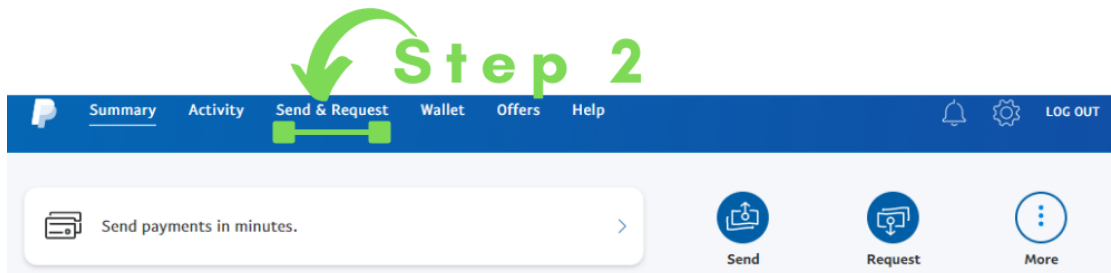 Step 2
Summary Activity Send & Request Wallet Offers Help LOG OUT
Send payments in minutes.
Send Request More